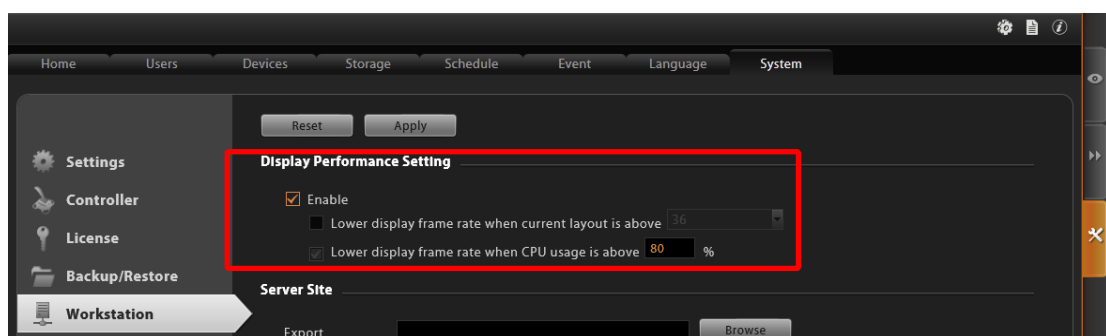 Home Users Devices Storage Schedule Event Language System
Reset Apply
Settings
Controller
License
Backup/Restore
Workstation
Display Performance Setting
Enable
Lower display frame rate when current layout is above 36
Lower display frame rate when CPU usage is above 80 %
Server Site
Export Browse